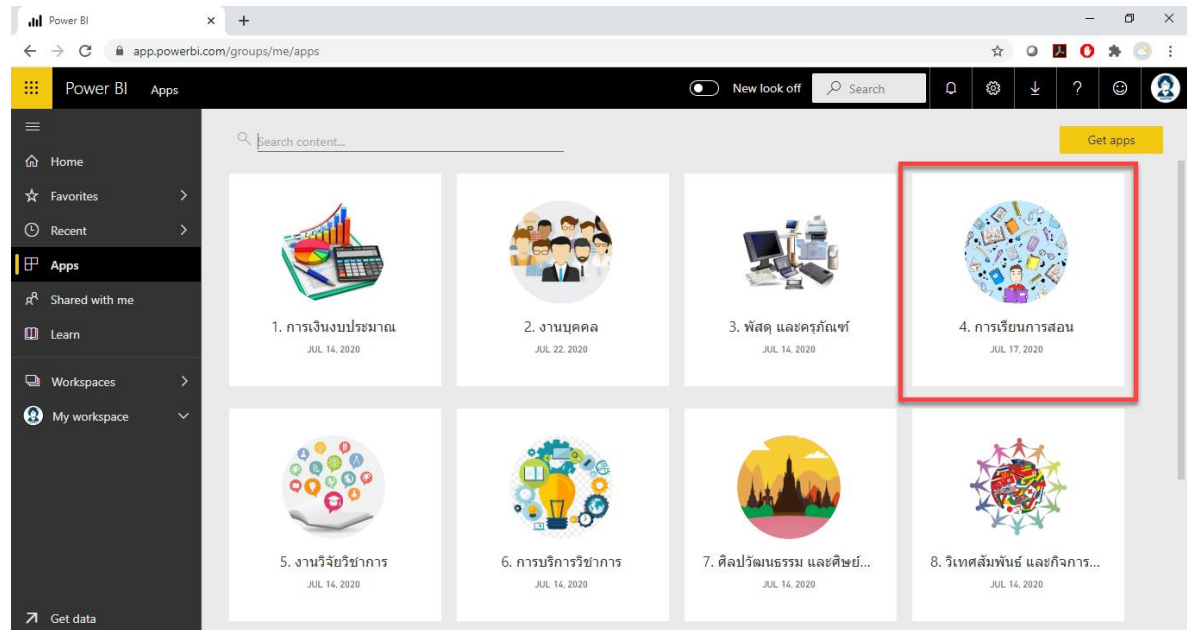 Power BI
app.powerbi.com/groups/me/apps
Power BI Apps
New look off
Search
Home
Favorites
Recent
Apps
Shared with me
Learn
Workspaces
My workspace
Get data
Search content...
Get apps
1. การเงินงบประมาณ
JUL 14, 2020
2. งานบุคคล
JUL 22, 2020
3. พัสดุ และครุภัณฑ์
JUL 14, 2020
4. การเรียนการสอน
JUL 17, 2020
5. งานวิจัยวิชาการ
JUL 14, 2020
6. การบริการวิชาการ
JUL 14, 2020
7. ศิลปวัฒนธรรม และศิษย์...
JUL 14, 2020
8. วิเทศสัมพันธ์ และกิจการ...
JUL 14, 2020